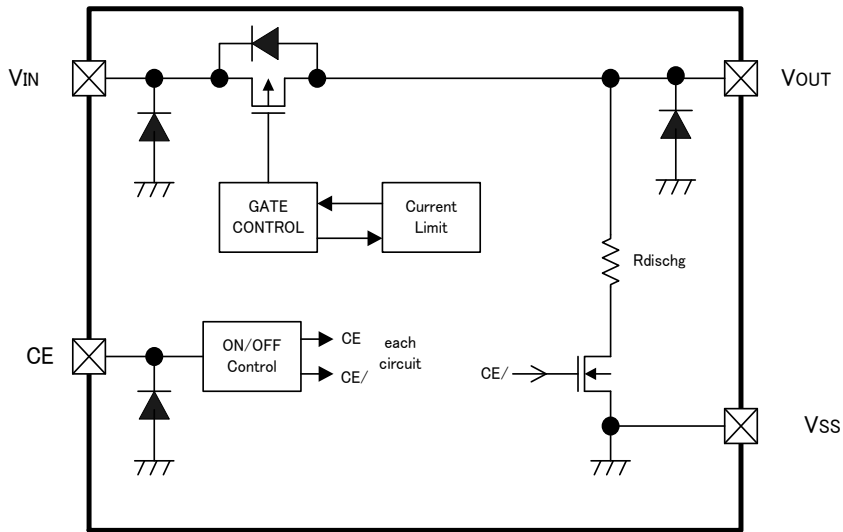 VIN
VOUT
GATE
CONTROL
Current
Limit
Rdischg
CE
ON/OFF
Control
CE
CE/
each
circuit
CE/
VSS